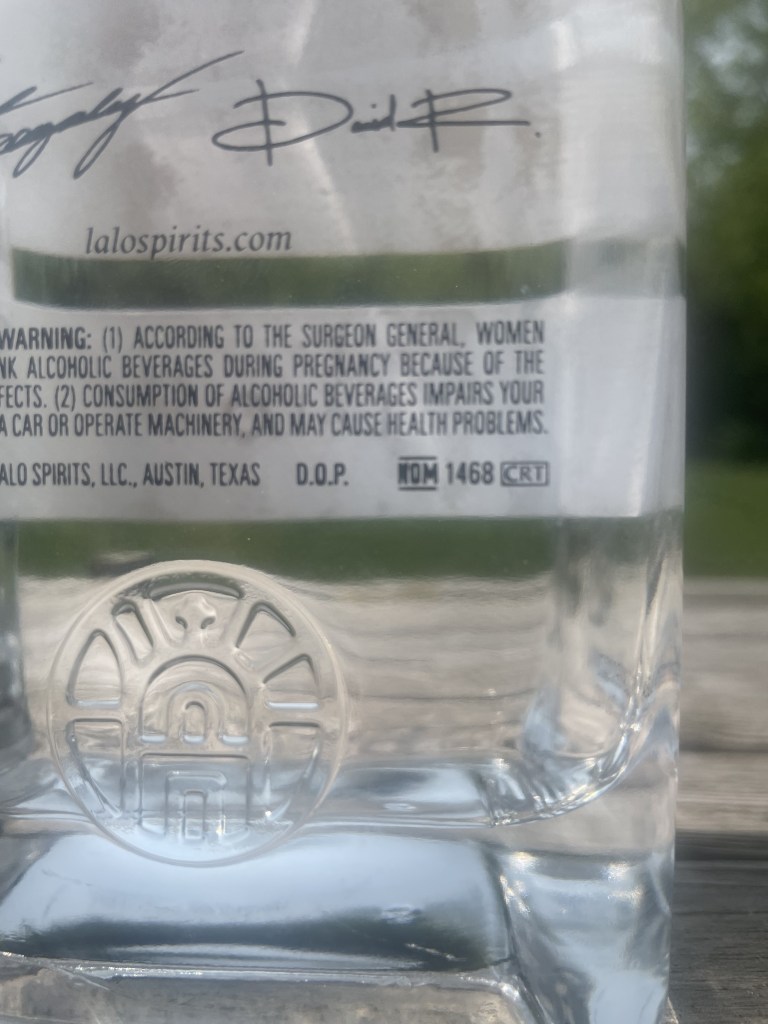 David R.
lalospirits.com
WARNING: (1) ACCORDING TO THE SURGEON GENERAL, WOMEN
NK ALCOHOLIC BEVERAGES DURING PREGNANCY BECAUSE OF THE
FECTS. (2) CONSUMPTION OF ALCOHOLIC BEVERAGES IMPAIRS YOUR
A CAR OR OPERATE MACHINERY, AND MAY CAUSE HEALTH PROBLEMS.
ALO SPIRITS, LLC., AUSTIN, TEXAS D.O.P. NOM 1468 CRT